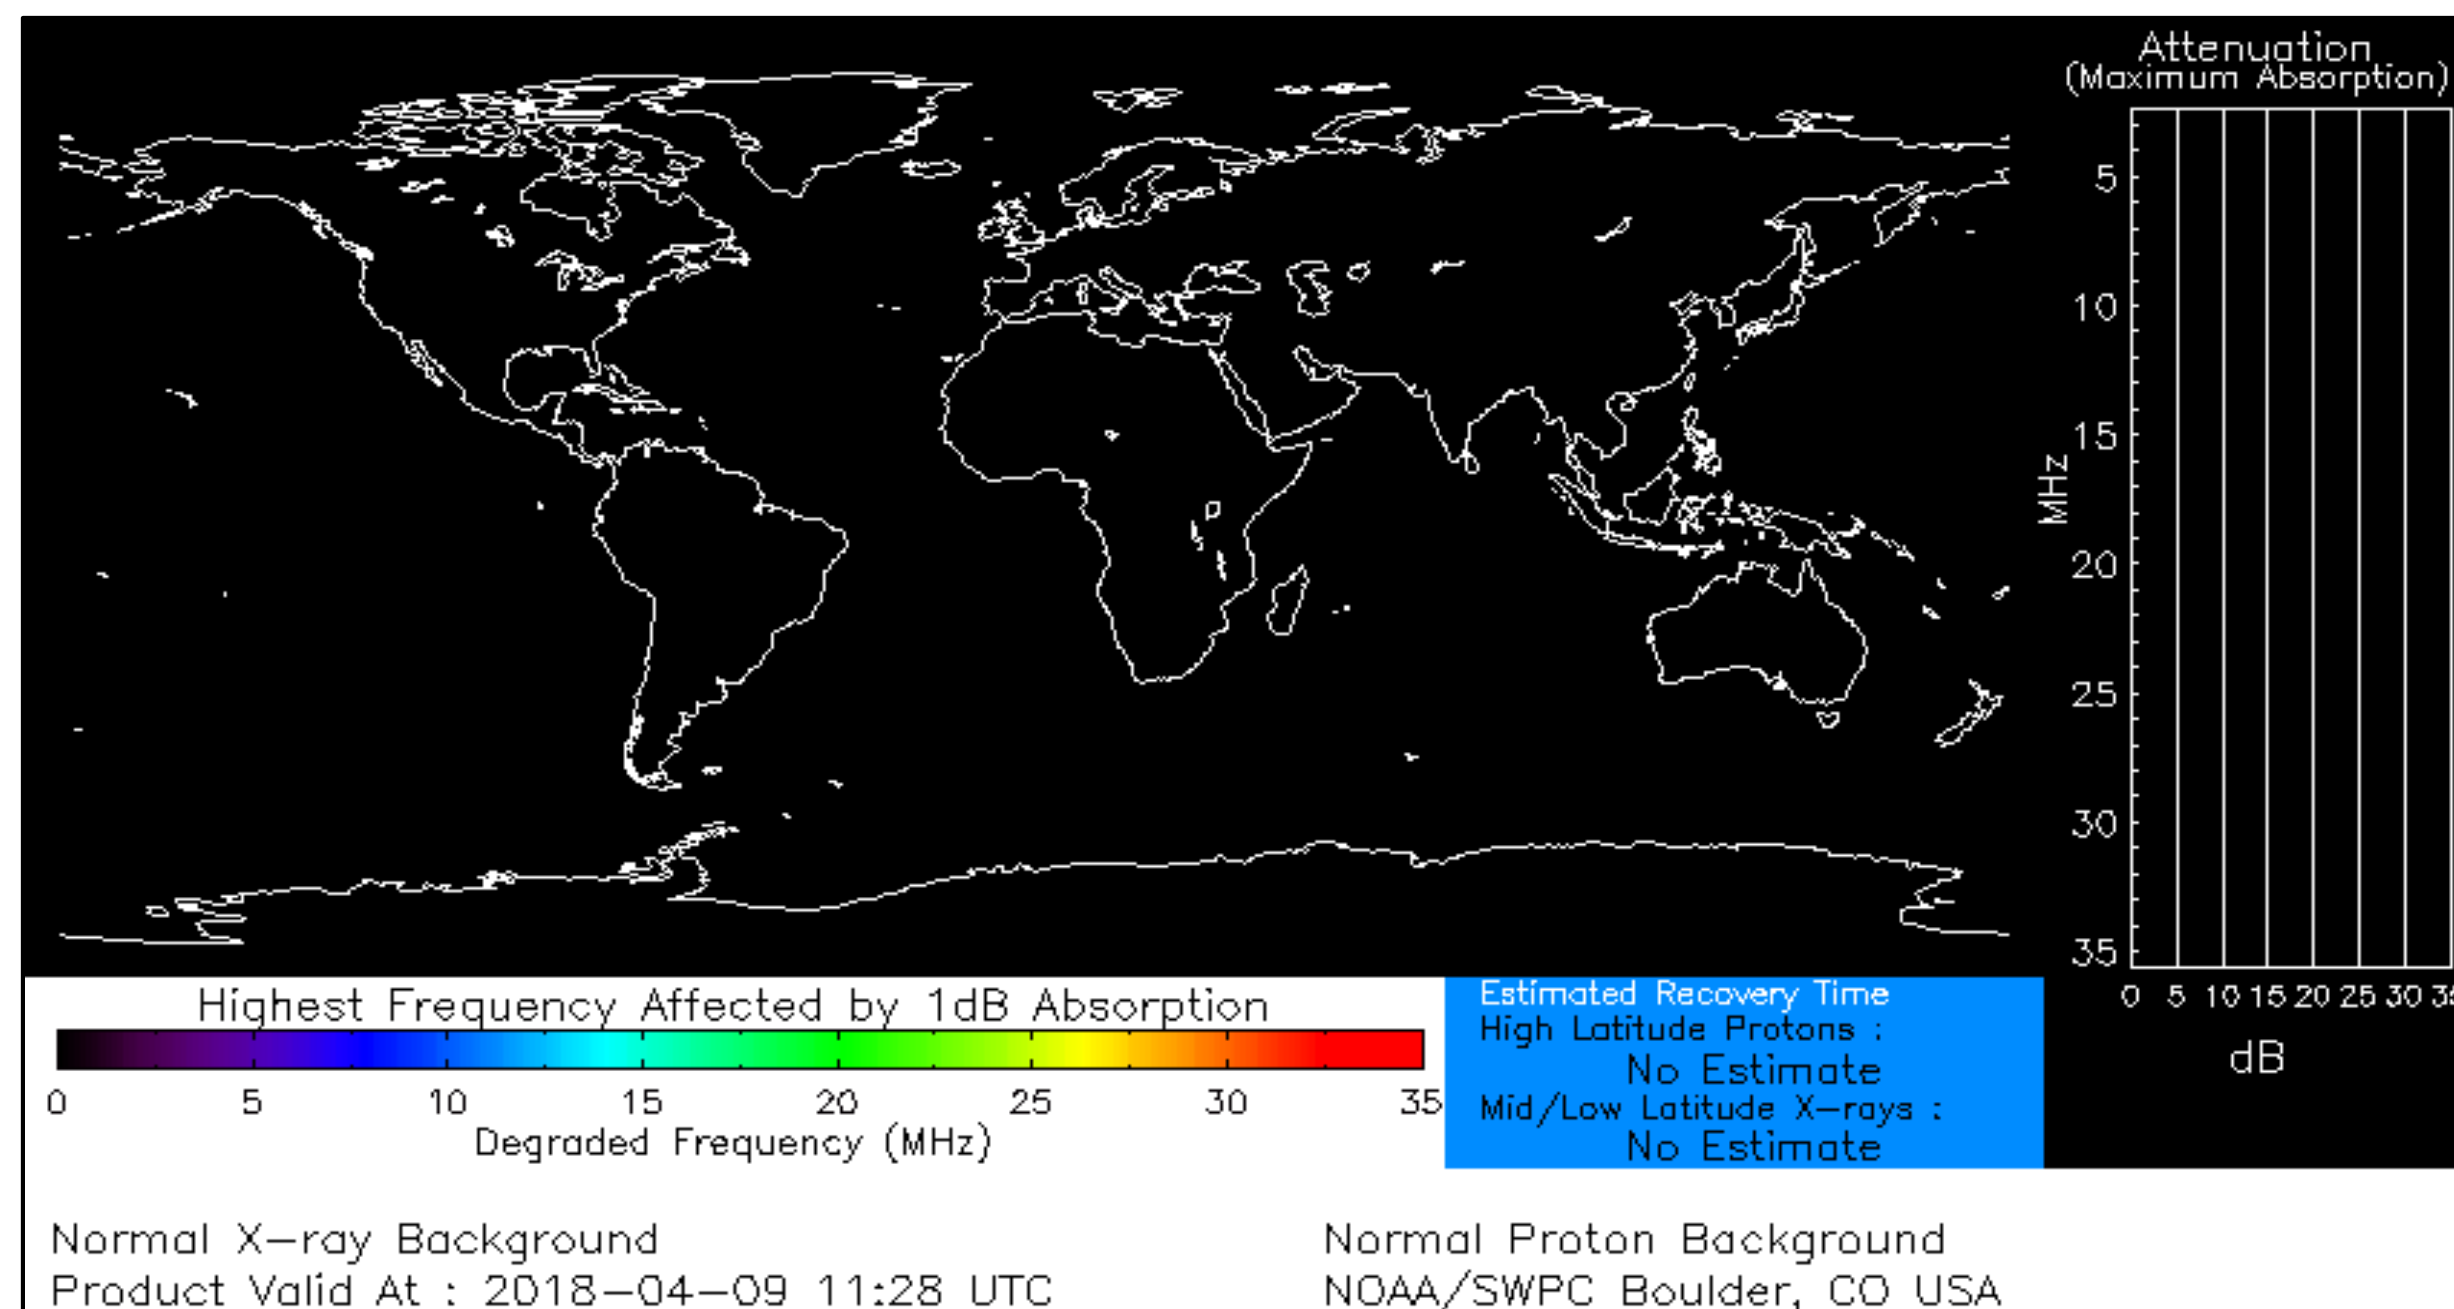 Attenuation
(Maximum Absorption)
5
10
15
20
25
30
35
MHz
0 5 10 15 20 25 30
dB
Highest Frequency Affected by 1dB Absorption
0 5 10 15 20 25 30 35
Degraded Frequency (MHz)
Estimated Recovery Time
High Latitude Protons :
No Estimate
Mid/Low Latitude X-rays :
No Estimate
Normal X-ray Background
Normal Proton Background
Product Valid At : 2018-04-09 11:28 UTC
NOAA/SWPC Boulder, CO USA